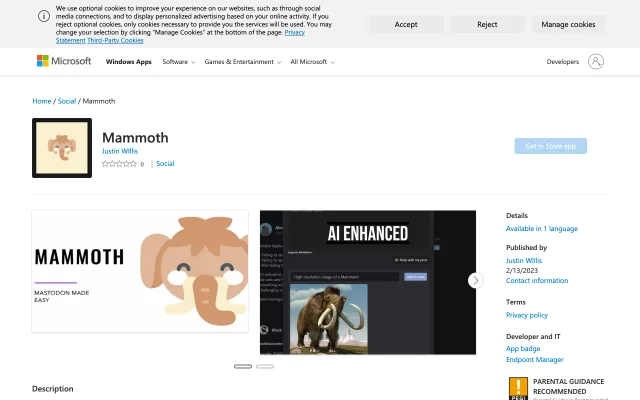 We use optional cookies to improve your experience on our websites, such as through social
media connections, and to display personalized advertising based on your online activity. If you
reject optional cookies, only cookies necessary to provide you the services will be used. You may
change your selection by clicking "Manage Cookies" at the bottom of the page. Privacy
Statement Third-Party Cookies
Accept
Reject
Manage cookies
Microsoft
Windows Apps
Software
Games & Entertainment
All Microsoft
Developers
Home / Social / Mammoth
Mammoth
Justin Willis
0
Social
Get in Store app
MAMMOTH
MASTODON MADE
EASY
AI ENHANCED
High resolution image of a Mammoth
Details
Available in 1 language
Published by
Justin Willis
2/13/2023
Contact information
Terms
Privacy policy
Developer and IT
App badge
Endpoint Manager
PARENTAL GUIDANCE
RECOMMENDED
Description